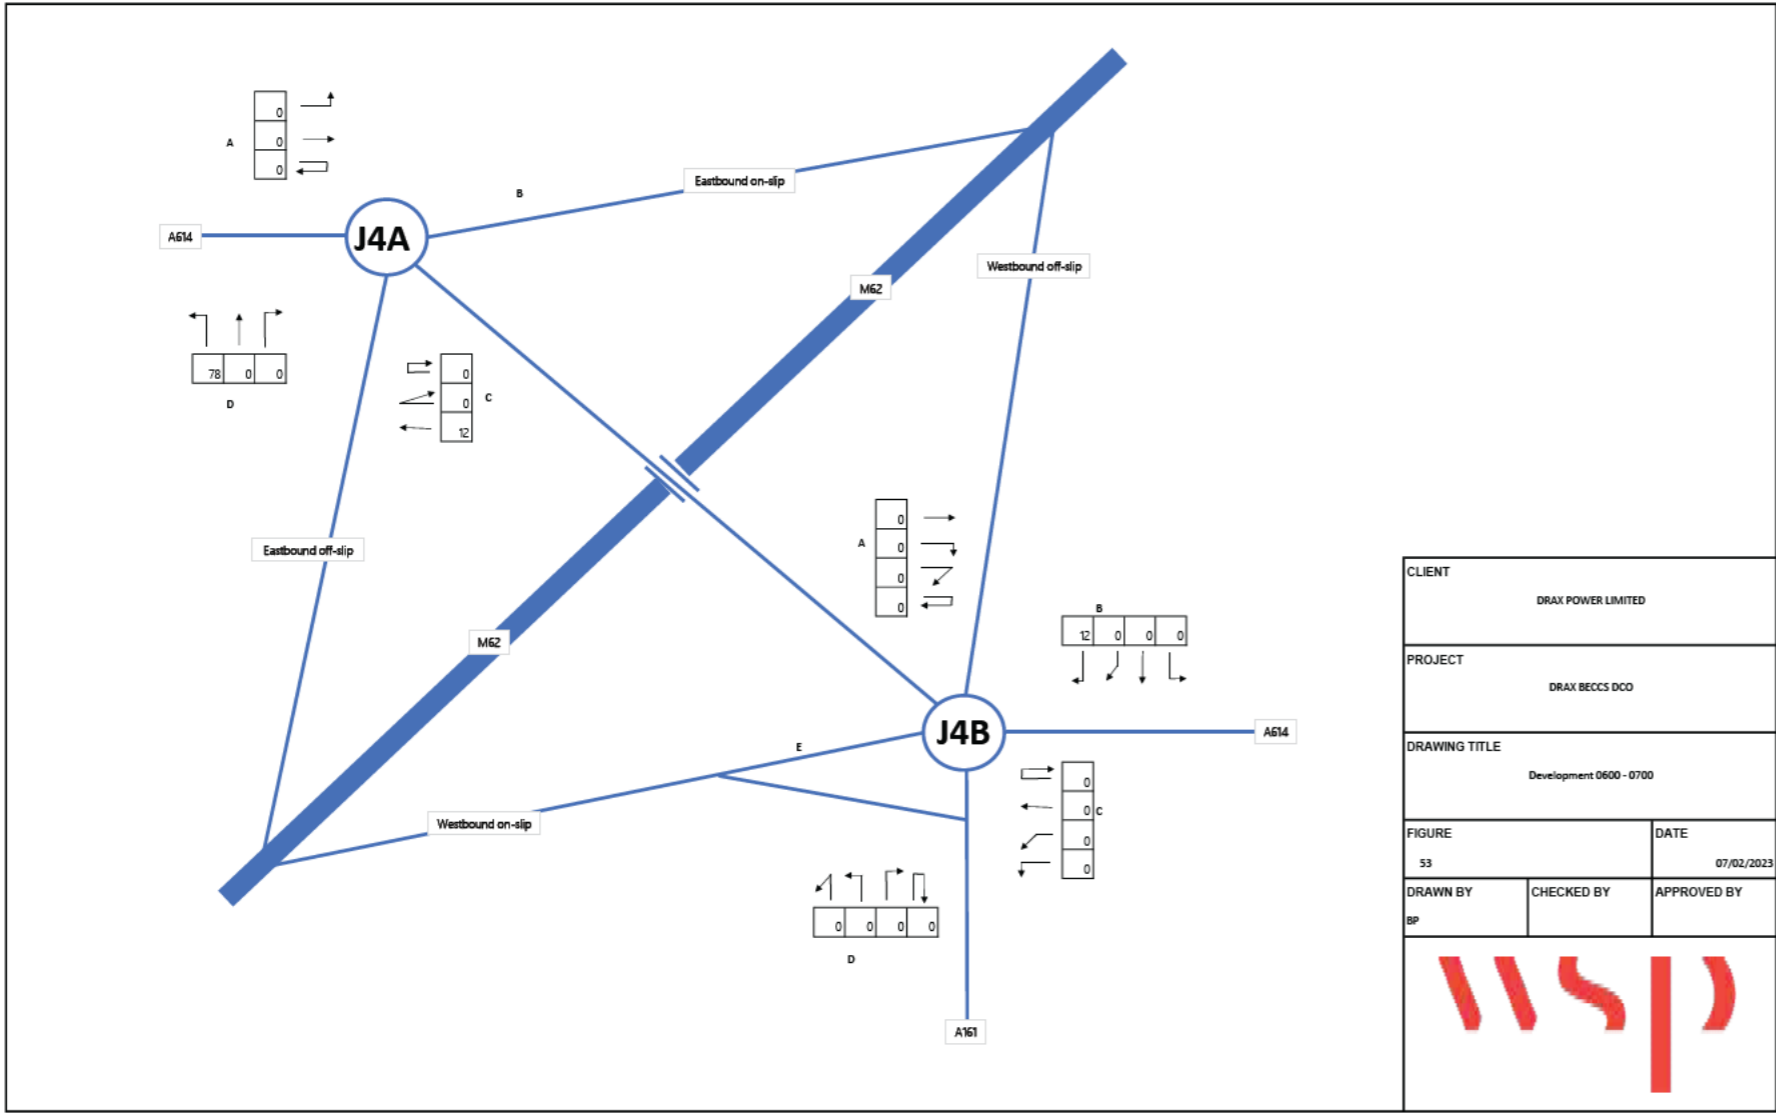 0
A
0
0
B
Eastbound on-slip
A614
J4A
Westbound off-slip
M62
78 0 0
D
0
0 C
12
Eastbound off-slip
0
A 0
0
0
B
12 0 0 0
M62
J4B
A614
E
0
0 C
0
0
Westbound on-slip
0 0 0 0
D
A161
CLIENT
DRAX POWER LIMITED
PROJECT
DRAX BECCS DCO
DRAWING TITLE
Development 0600 - 0700
FIGURE
53
DATE
07/02/2023
DRAWN BY
BP
CHECKED BY
APPROVED BY
wsp